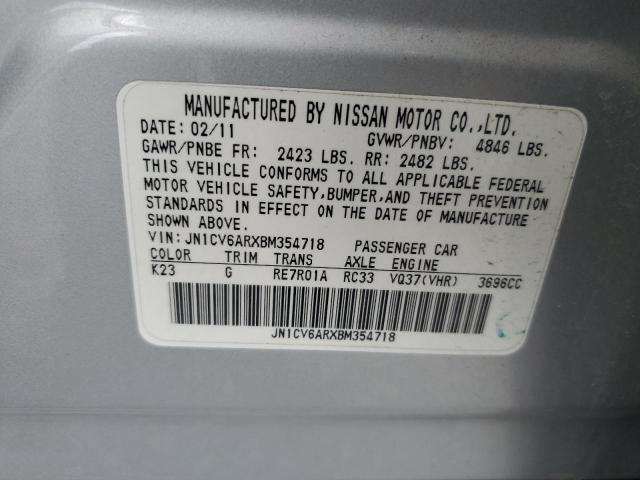 MANUFACTURED BY NISSAN MOTOR CO.,LTD.
DATE: 02/11 GVWR/PNBV: 4846 LBS.
GAWR/PNBE FR: 2423 LBS. RR: 2482 LBS.
THIS VEHICLE CONFORMS TO ALL APPLICABLE FEDERAL
MOTOR VEHICLE SAFETY,BUMPER,AND THEFT PREVENTION
STANDARDS IN EFFECT ON THE DATE OF MANUFACTURE
SHOWN ABOVE.
VIN:JN1CV6ARXBM354718 PASSENGER CAR
COLOR TRIM TRANS AXLE ENGINE
K23 G RE7R01A RC33 VQ37(VHR) 3696CC
JN1CV6ARXBM354718